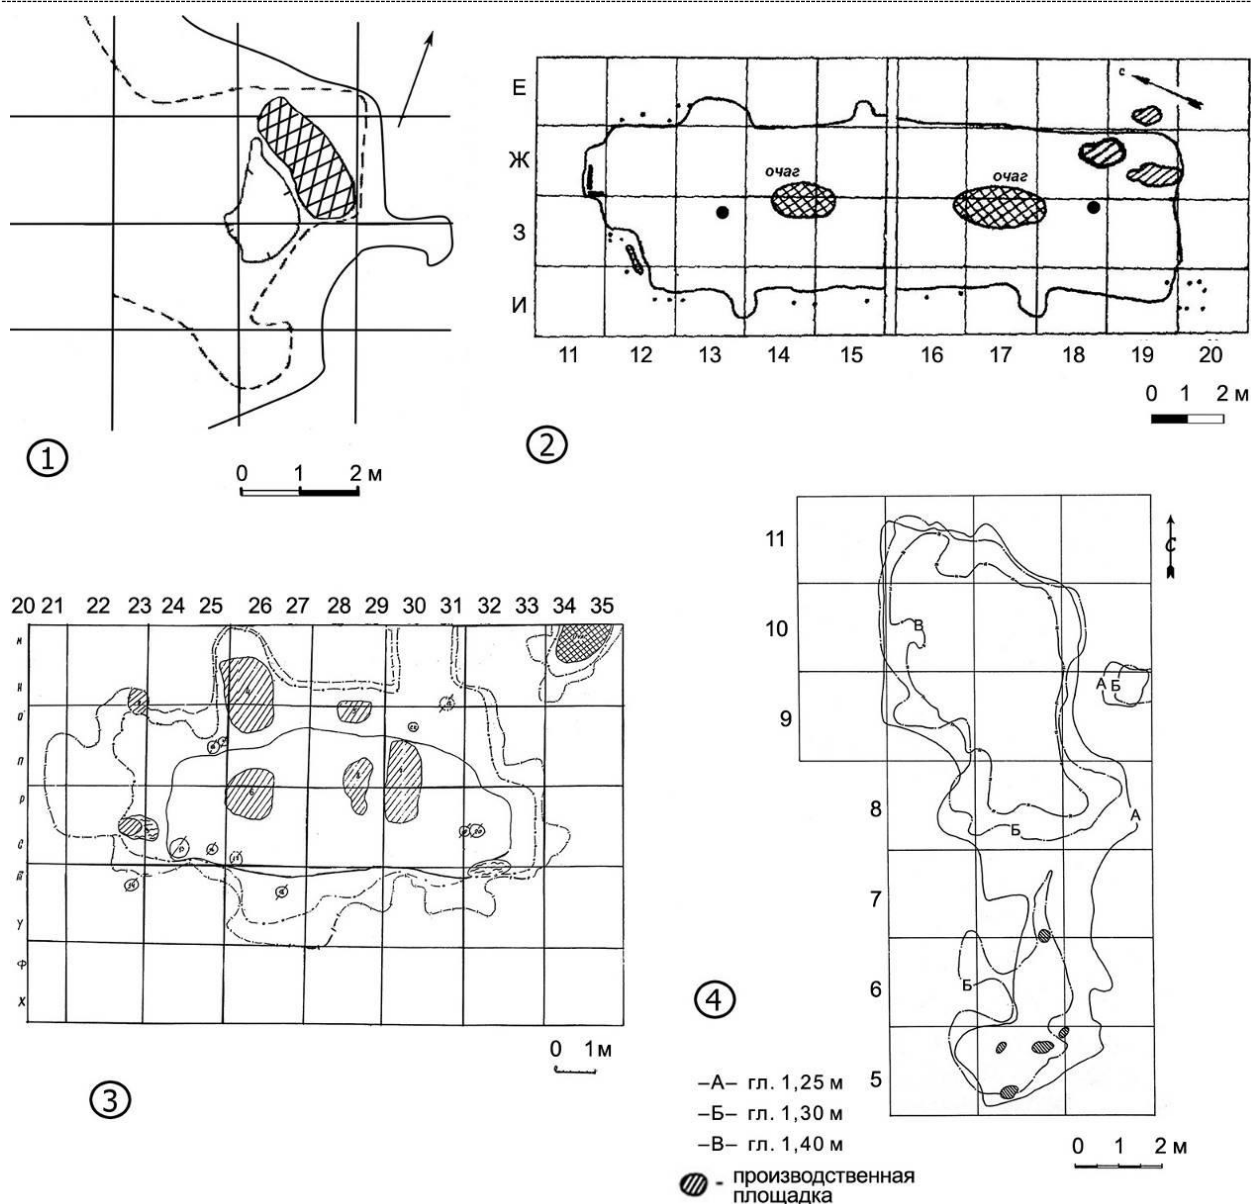 1
0 1 2 м
Е
Ж
З
И
с
очаг
очаг
11 12 13 14 15 16 17 18 19 20
0 1 2 м
2
20 21 22 23 24 25 26 27 28 29 30 31 32 33 34 35
О
П
Р
С
У
Ф
Х
0 1м
3
11
10
9
8
7
6
5
С
В
А Б
А
Б
Б
4
–А– гл. 1,25 м
–Б– гл. 1,30 м
–В– гл. 1,40 м
- производственная
площадка
0 1 2 м